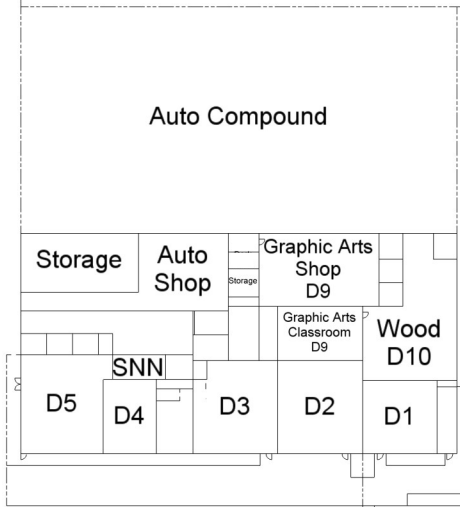 Auto Compound
Storage
Auto
Shop
Storage
Graphic Arts
Shop
D9
Graphic Arts
Classroom
D9
Wood
D10
SNN
D5
D4
D3
D2
D1